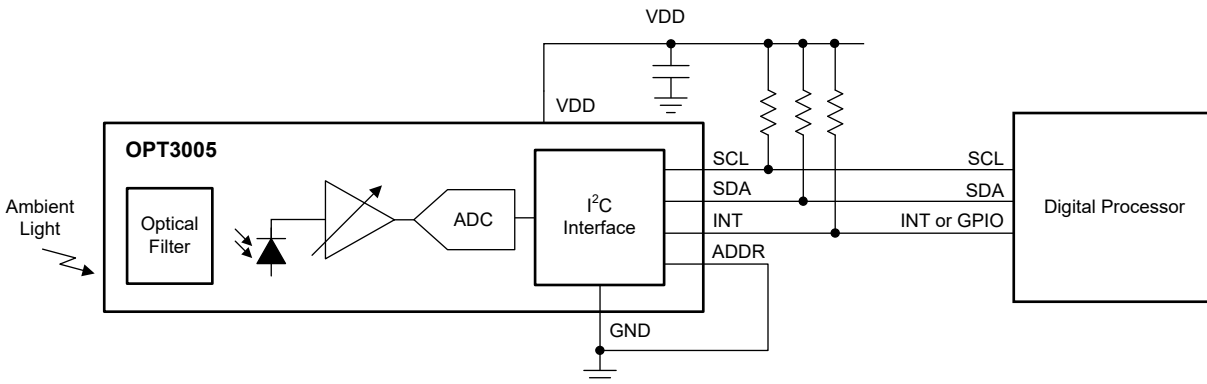 VDD
VDD
OPT3005
Ambient
Light
Optical
Filter
ADC
I²C
Interface
SCL
SDA
INT
ADDR
GND
SCL
SDA
INT or GPIO
Digital Processor